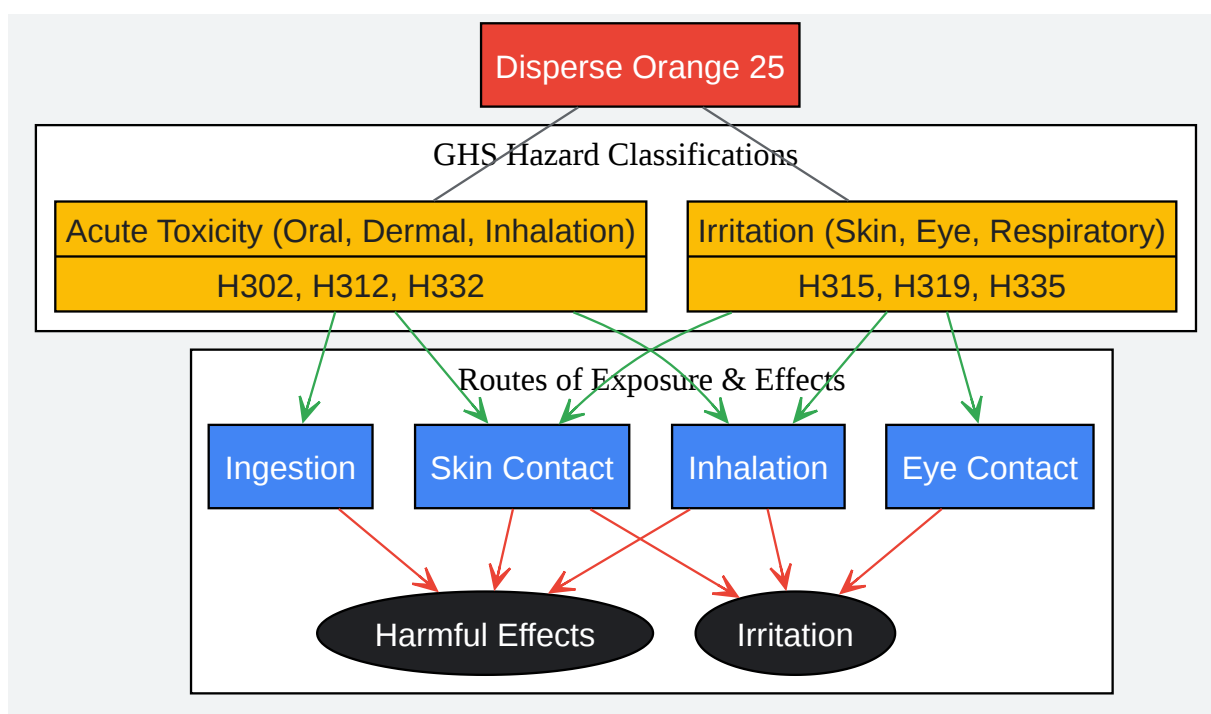 Disperse Orange 25
GHS Hazard Classifications
Acute Toxicity (Oral, Dermal, Inhalation)
H302, H312, H332
Irritation (Skin, Eye, Respiratory)
H315, H319, H335
Routes of Exposure & Effects
Ingestion
Skin Contact
Inhalation
Eye Contact
Harmful Effects
Irritation